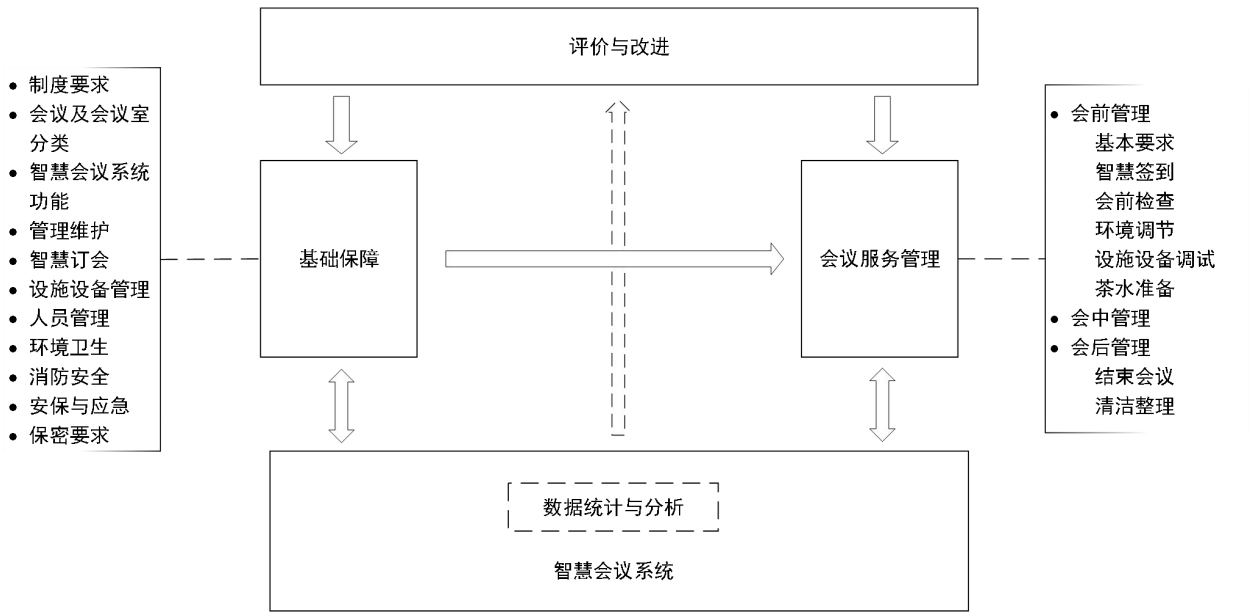 评价与改进
制度要求
会议及会议室
分类
智慧会议系统
功能
管理维护
智慧订会
设施设备管理
人员管理
环境卫生
消防安全
安保与应急
保密要求
基础保障
会议服务管理
会前管理
基本要求
智慧签到
会前检查
环境调节
设施设备调试
茶水准备
会中管理
会后管理
结束会议
清洁整理
数据统计与分析
智慧会议系统